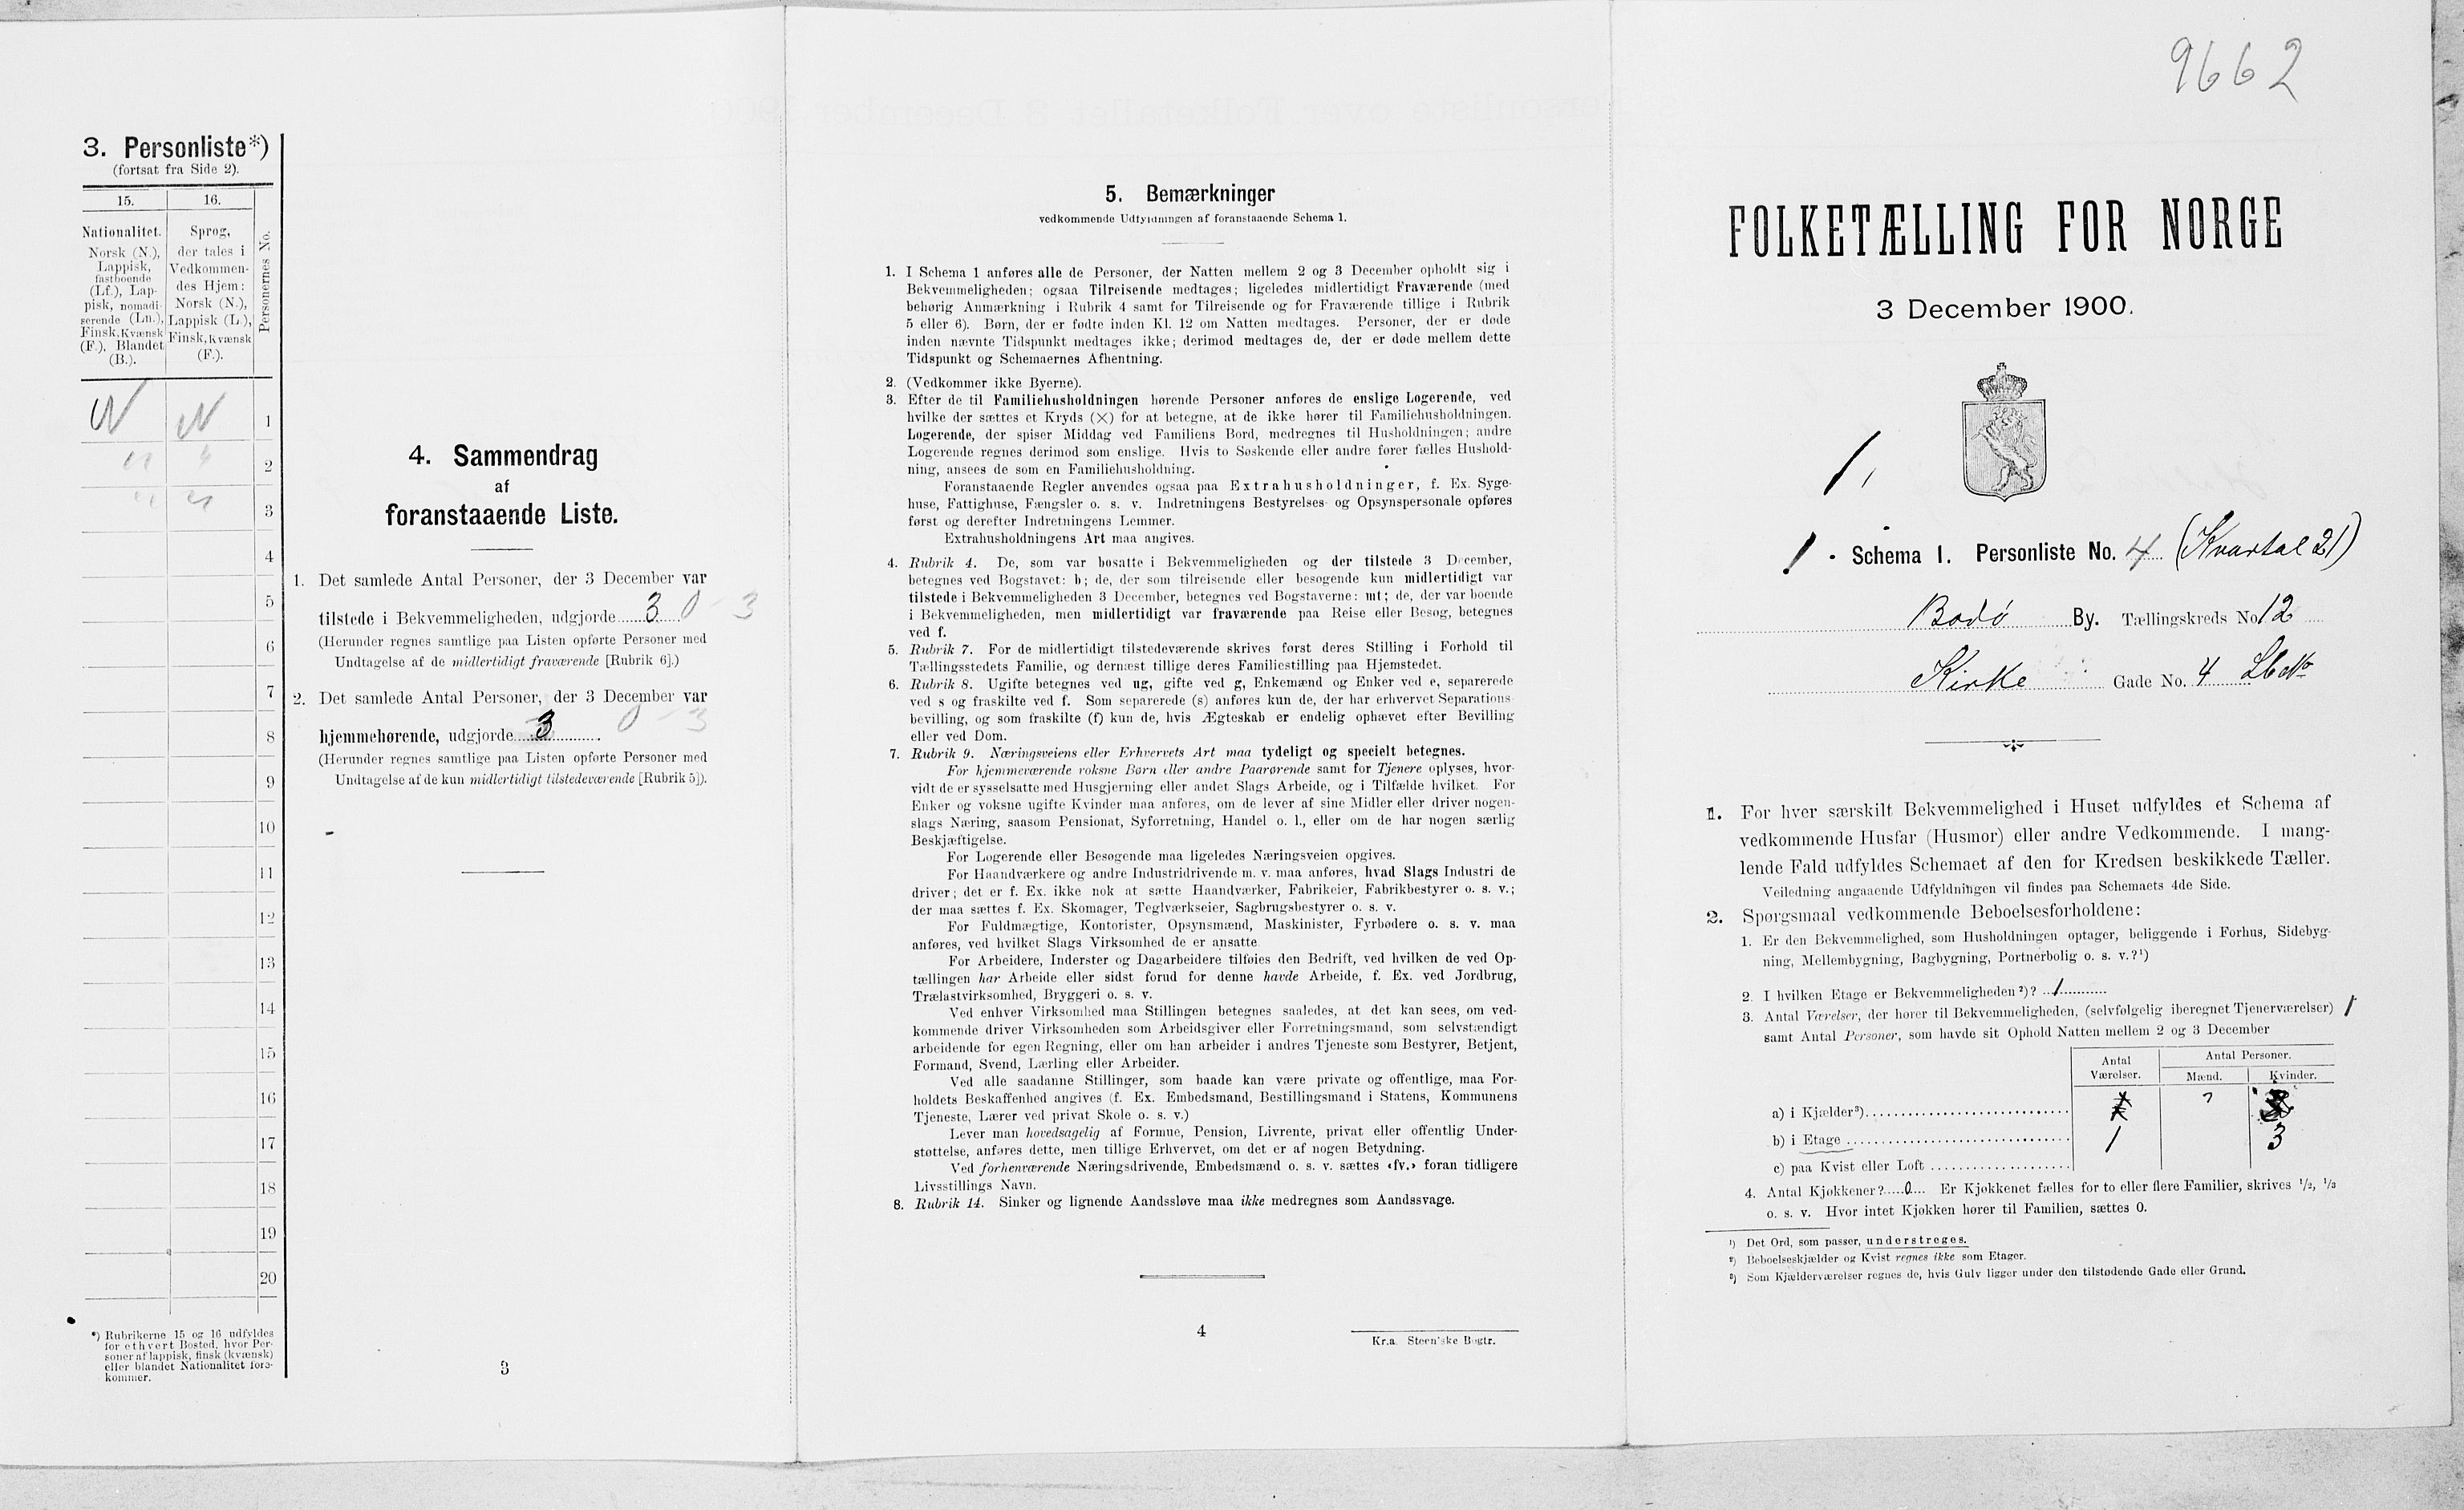 3. Personliste*)
(fortsat fra Side 2).
15.
16.
Personernes No.
Nationalitet.
Norsk (N.),
Lappisk,
fastboende
(Lf.), Lap-
pisk, nomadi-
serende (Ln.),
Finsk, Kvænsk
(F.), Blandet
(B.).
Sprog,
der tales i
Vedkommen-
des Hjem:
Norsk (N.),
Lappisk (L.),
Finsk, Kvænsk
(F.).
N N 1
2
3
4
5
6
7
8
9
10
11
12
13
14
15
16
17
18
19
20
*) Rubrikerne 15 og 16 udfyldes
for ethvert Bosted, hvor Per-
soner af lappisk, finsk (kvænsk)
eller blandet Nationalitet fore-
kommer.
4. Sammendrag
af
foranstaaende Liste.
1. Det samlede Antal Personer, der 3 December var
tilstede i Bekvemmeligheden, udgjorde 3 0 - 3
(Herunder regnes samtlige paa Listen opførte Personer med
Undtagelse af de midlertidigt fraværende [Rubrik 6].)
2. Det samlede Antal Personer, der 3 December var
hjemmehørende, udgjorde 3 0 - 3
(Herunder regnes samtlige paa Listen opførte Personer med
Undtagelse af de kun midlertidigt tilstedeværende [Rubrik 5]).
3
5. Bemærkninger
vedkommende Udfyldningen af foranstaaende Schema 1.
1. I Schema 1 anføres alle de Personer, der Natten mellem 2 og 3 December opholdt sig i
Bekvemmeligheden; ogsaa Tilreisende medtages; ligeledes midlertidigt Fraværende (med
behørig Anmærkning i Rubrik 4 samt for Tilreisende og for Fraværende tillige i Rubrik
5 eller 6). Børn, der er fødte inden Kl. 12 om Natten medtages. Personer, der er døde
inden nævnte Tidspunkt medtages ikke; derimod medtages de, der er døde mellem dette
Tidspunkt og Schemaernes Afhentning.
2. (Vedkommer ikke Byerne).
3. Efter de til Familiehusholdningen hørende Personer anføres de enslige Logerende, ved
hvilke der sættes et Kryds (×) for at betegne, at de ikke hører til Familiehusholdningen.
Logerende, der spiser Middag ved Familiens Bord, medregnes til Husholdningen; andre
Logerende regnes derimod som enslige. Hvis to Søskende eller andre fører fælles Hushold-
ning, ansees de som en Familiehusholdning.
Foranstaaende Regler anvendes ogsaa paa Extrahusholdninger, f. Ex. Syge-
huse, Fattighuse, Fængsler o. s. v. Indretningens Bestyrelses- og Opsynspersonale opføres
først og derefter Indretningens Lemmer.
Extrahusholdningens Art maa angives.
4. Rubrik 4. De, som var bosatte i Bekvemmeligheden og der tilstede 3 December,
betegnes ved Bogstavet: b; de, der som tilreisende eller besøgende kun midlertidigt var
tilstede i Bekvemmeligheden 3 December, betegnes ved Bogstaverne: mt; de, der var boende
i Bekvemmeligheden, men midlertidigt var fraværende paa Reise eller Besøg, betegnes
ved f.
5. Rubrik 7. For de midlertidigt tilstedeværende skrives først deres Stilling i Forhold til
Tællingsstedets Familie, og dernæst tillige deres Familiestilling paa Hjemstedet.
6. Rubrik 8. Ugifte betegnes ved ug, gifte ved g, Enkemænd og Enker ved e, separerede
ved s og fraskilte ved f. Som separerede (s) anføres kun de, der har erhvervet Separations-
bevilling, og som fraskilte (f) kun de, hvis Ægteskab er endelig ophævet efter Bevilling
eller ved Dom.
7. Rubrik 9. Næringsveiens eller Erhvervets Art maa tydeligt og specielt betegnes.
For hjemmeværende voksne Børn eller andre Paarørende samt for Tjenere oplyses, hvor-
vidt de er sysselsatte med Husgjerning eller andet Slags Arbeide, og i Tilfælde hvilket. For
Enker og voksne ugifte Kvinder maa anføres, om de lever af sine Midler eller driver nogen-
slags Næring, saasom Pensionat, Syforretning, Handel o. l., eller om de har nogen særlig
Beskjæftigelse.
For Logerende eller Besøgende maa ligeledes Næringsveien opgives.
For Haandværkere og andre Industridrivende m. v. maa anføres, hvad Slags Industri de
driver; det er f. Ex. ikke nok at sætte Haandværker, Fabrikeier, Fabrikbestyrer o. s. v.;
der maa sættes f. Ex. Skomager, Teglværkseier, Sagbrugsbestyrer o. s. v.
For Fuldmægtige, Kontorister, Opsynsmænd, Maskinister, Fyrbødere o. s. v. maa
anføres, ved hvilket Slags Virksomhed de er ansatte
For Arbeidere, Inderster og Dagarbeidere tilføies den Bedrift, ved hvilken de ved Op-
tællingen har Arbeide eller sidst forud for denne havde Arbeide, f. Ex. ved Jordbrug,
Trælastvirksomhed, Bryggeri o. s. v.
Ved enhver Virksomhed maa Stillingen betegnes saaledes, at det kan sees, om ved-
kommende driver Virksomheden som Arbeidsgiver eller Forretningsmand, som selvstændigt
arbeidende for egen Regning, eller om han arbeider i andres Tjeneste som Bestyrer, Betjent,
Formand, Svend, Lærling eller Arbeider.
Ved alle saadanne Stillinger, som baade kan være private og offentlige, maa For-
holdets Beskaffenhed angives (f. Ex. Embedsmand, Bestillingsmand i Statens, Kommunens
Tjeneste, Lærer ved privat Skole o. s. v.)
Lever man hovedsagelig af Formue, Pension, Livrente, privat eller offentlig Under-
støttelse, anføres dette, men tillige Erhvervet, om det er af nogen Betydning.
Ved forhenværende Næringsdrivende, Embedsmænd o. s. v. sættes «fv.» foran tidligere
Livsstillings Navn.
8. Rubrik 14. Sinker og lignende Aandssløve maa ikke medregnes som Aandssvage.
4
Kr.a. Steen'ske Bogtr.
9662
FOLKETÆLLING FOR NORGE
3 December 1900.
1,
1 · Schema 1. Personliste No. 4 (Kvartal 21)
Bodø By. Tællingskreds No 12
Kirke Gade No. 4
1. For hver særskilt Bekvemmelighed i Huset udfyldes et Schema af
vedkommende Husfar (Husmor) eller andre Vedkommende. I mang-
lende Fald udfyldes Schemaet af den for Kredsen beskikkede Tæller.
Veiledning angaaende Udfyldningen vil findes paa Schemaets 4de Side.
2. Spørgsmaal vedkommende Beboelsesforholdene:
1. Er den Bekvemmelighed, som Husholdningen optager, beliggende i Forhus, Sidebyg-
ning, Mellembygning, Bagbygning, Portnerbolig o. s. v.?¹)
2. I hvilken Etage er Bekvemmeligheden²)? 1
3. Antal Værelser, der hører til Bekvemmeligheden, (selvfølgelig iberegnet Tjenerværelser) 1
samt Antal Personer, som havde sit Ophold Natten mellem 2 og 3 December
Antal
Værelser.
Antal Personer.
Mænd. Kvinder.
a) i Kjælder³)
b) i Etage 1 3
c) paa Kvist eller Loft
4. Antal Kjøkkener? 0 Er Kjøkkenet fælles for to eller flere Familier, skrives ½, ⅓
o. s. v. Hvor intet Kjøkken hører til Familien, sættes 0.
¹) Det Ord, som passer, understreges.
²) Beboelseskjælder og Kvist regnes ikke som Etager.
³) Som Kjælderværelser regnes de, hvis Gulv ligger under den tilstødende Gade eller Grund.